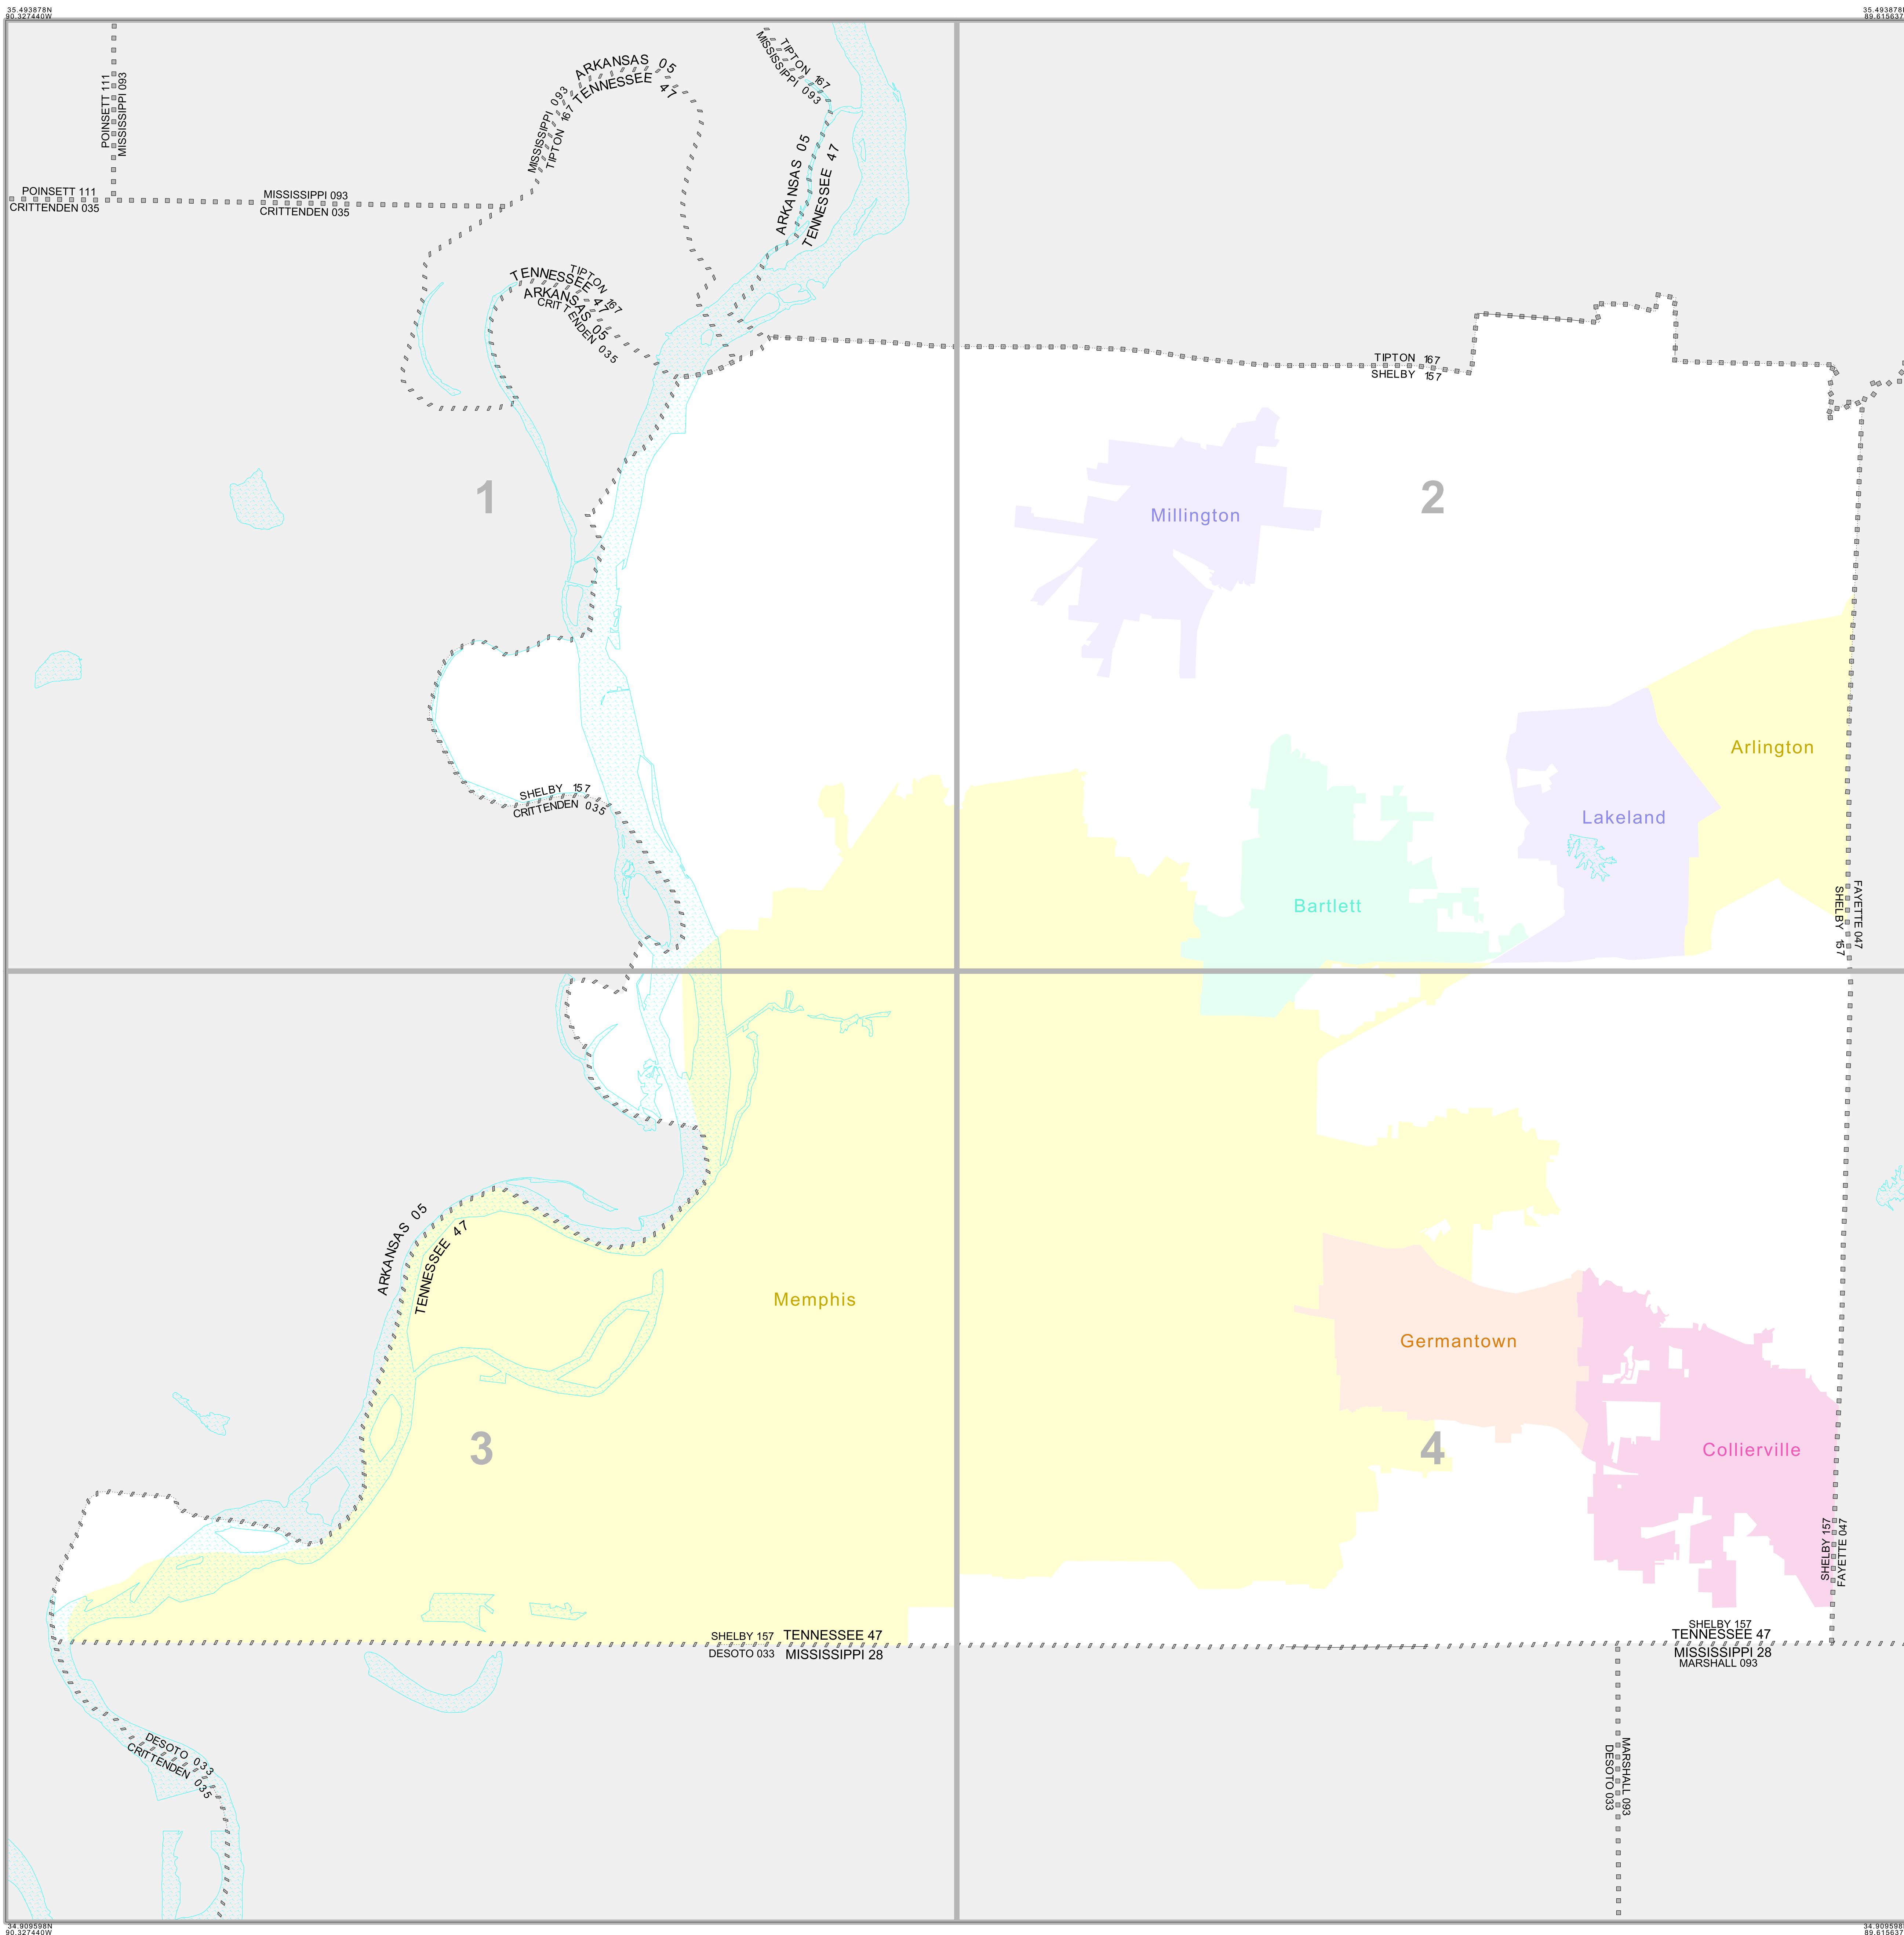 35.493878N
90.327440W
35.493878N
89.615637
POINSETT 111
MISSISSIPPI 093
ARKANSAS 05
TENNESSEE 47
MISSISSIPPI 093
TIPTON 167
TIPTON 167
MISSISSIPPI 093
ARKANSAS 05
TENNESSEE 47
POINSETT 111
CRITTENDEN 035
MISSISSIPPI 093
CRITTENDEN 035
TIPTON 167
TENNESSEE 47
ARKANSAS 05
CRITTENDEN 035
TIPTON 167
SHELBY 157
1
2
Millington
Arlington
SHELBY 157
CRITTENDEN 035
Lakeland
Bartlett
FAYETTE 047
SHELBY 157
ARKANSAS 05
TENNESSEE 47
Memphis
Germantown
3
4
Collierville
SHELBY 157
FAYETTE 047
SHELBY 157 TENNESSEE 47
DESOTO 033 MISSISSIPPI 28
SHELBY 157
TENNESSEE 47
MISSISSIPPI 28
MARSHALL 093
DESOTO 033
CRITTENDEN 035
MARSHALL 093
DESOTO 033
34.909598N
90.327440W
34.909598
89.615637